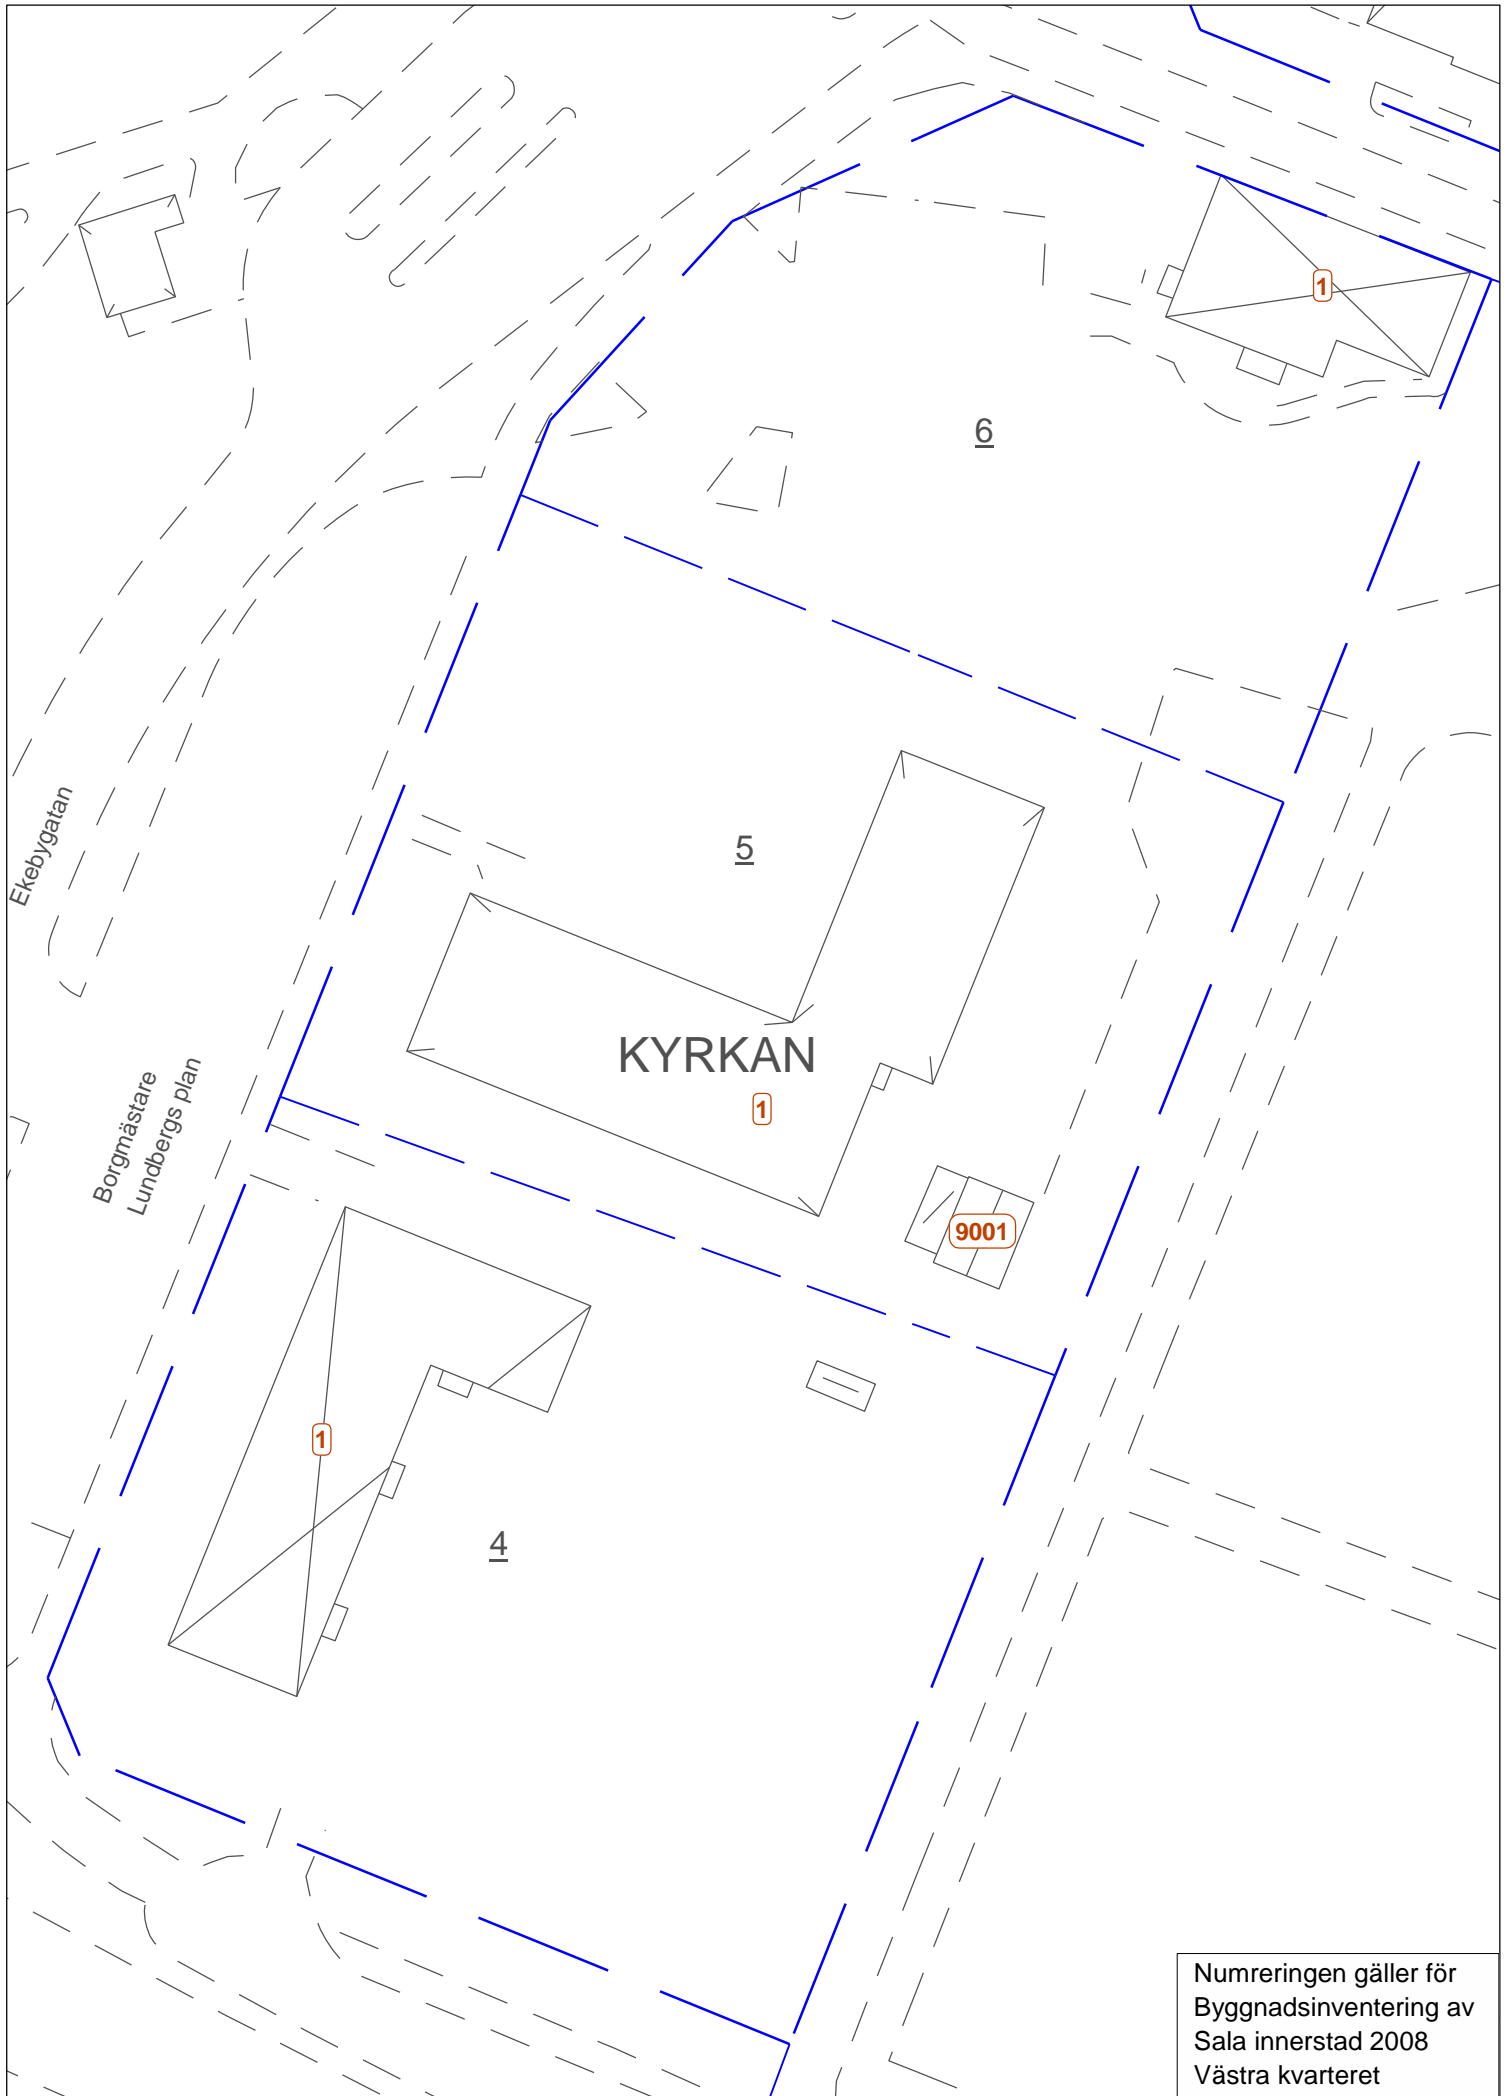 1
6
5
Ekebygatan
KYRKAN
1
Borgmästare
Lundbergs plan
9001
1
4
Numreringen gäller för
Byggnadsinventering av
Sala innerstad 2008
Västra kvarteret